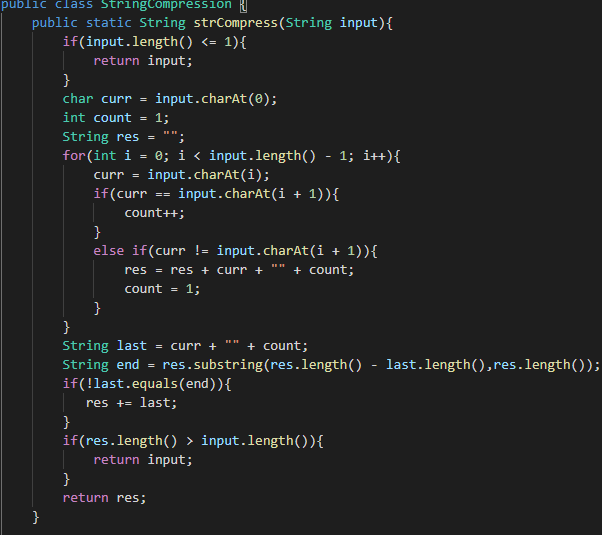 public class StringCompression {
    public static String strCompress(String input){
        if(input.length() <= 1){
            return input;
        }
        char curr = input.charAt(0);
        int count = 1;
        String res = "";
        for(int i = 0; i < input.length() - 1; i++){
            curr = input.charAt(i);
            if(curr == input.charAt(i + 1)){
                count++;
            }
            else if(curr != input.charAt(i + 1)){
                res = res + curr + "" + count;
                count = 1;
            }
        }
        String last = curr + "" + count;
        String end = res.substring(res.length() - last.length(),res.length());
        if(!last.equals(end)){
           res += last;
        }
        if(res.length() > input.length()){
            return input;
        }
        return res;
    }